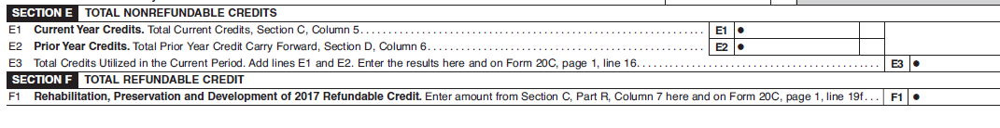 SECTION E TOTAL NONREFUNDABLE CREDITS
E1 Current Year Credits. Total Current Credits, Section C, Column 5. E1 ●
E2 Prior Year Credits. Total Prior Year Credit Carry Forward, Section D, Column 6. E2 ●
E3 Total Credits Utilized in the Current Period. Add lines E1 and E2. Enter the results here and on Form 20C, page 1, line 16. E3 ●
SECTION F TOTAL REFUNDABLE CREDIT
F1 Rehabilitation, Preservation and Development of 2017 Refundable Credit. Enter amount from Section C, Part R, Column 7 here and on Form 20C, page 1, line 19f... F1 ●